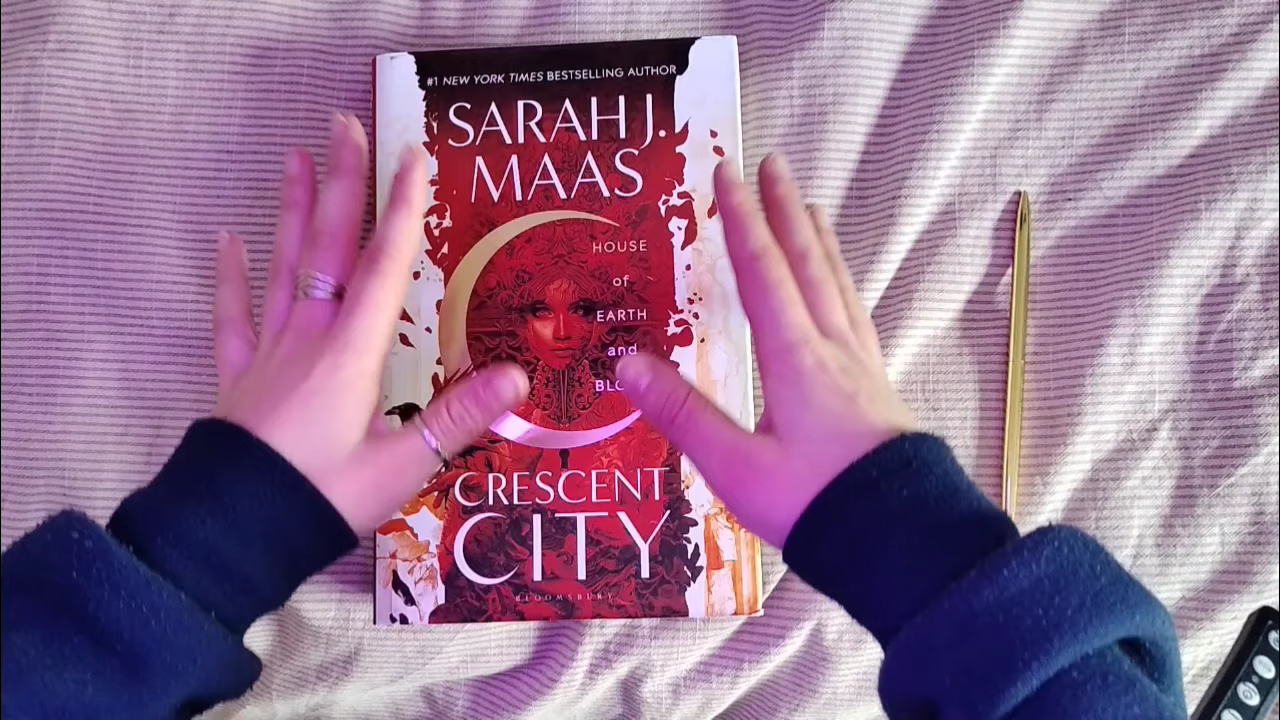 #1 NEW YORK TIMES BESTSELLING AUTHOR
SARAH J.
MAAS
HOUSE
of
EARTH
and
CRESCENT
CITY
BLOOMSBURY